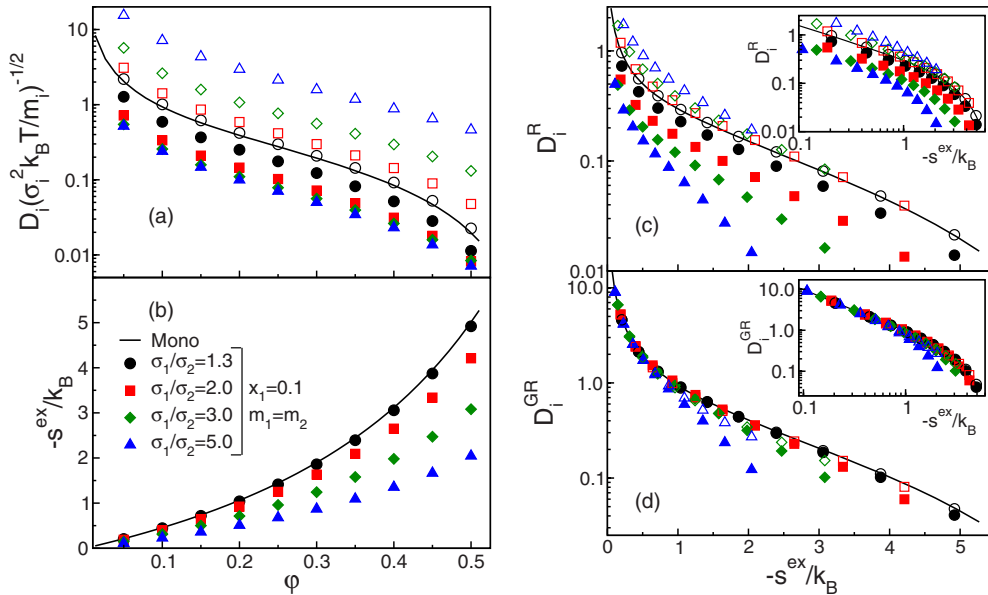 10
1
0.1
0.01
D_i(σ_i^2k_BT/m_i)^{-1/2}
(a)
5
4
3
2
1
0
-s^{ex}/k_B
(b)
Mono
σ_1/σ_2=1.3
σ_1/σ_2=2.0
σ_1/σ_2=3.0
σ_1/σ_2=5.0
x_1=0.1
m_1=m_2
0 0.1 0.2 0.3 0.4 0.5
φ
1
0.1
0.01
D_i^R
(c)
1
0.1
0.01
D_i^R
0.1 1
-s^{ex}/k_B
10.0
1.0
0.1
D_i^{GR}
(d)
10.0
1.0
0.1
D_i^{GR}
0.1 1
-s^{ex}/k_B
0 1 2 3 4 5
-s^{ex}/k_B